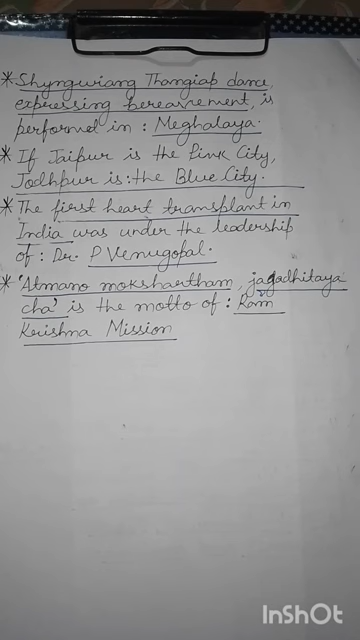 * Shyngwiang Thangiap dance,
expressing bereavement, is
performed in : Meghalaya.
* If Jaipur is the Pink City,
Jodhpur is : the Blue City.
* The first heart transplant in
India was under the leadership
of : Dr. P Venugopal.
* 'Atmano mokshartham, jagadhitaya
cha' is the motto of : Ram
Krishna Mission
InShOt